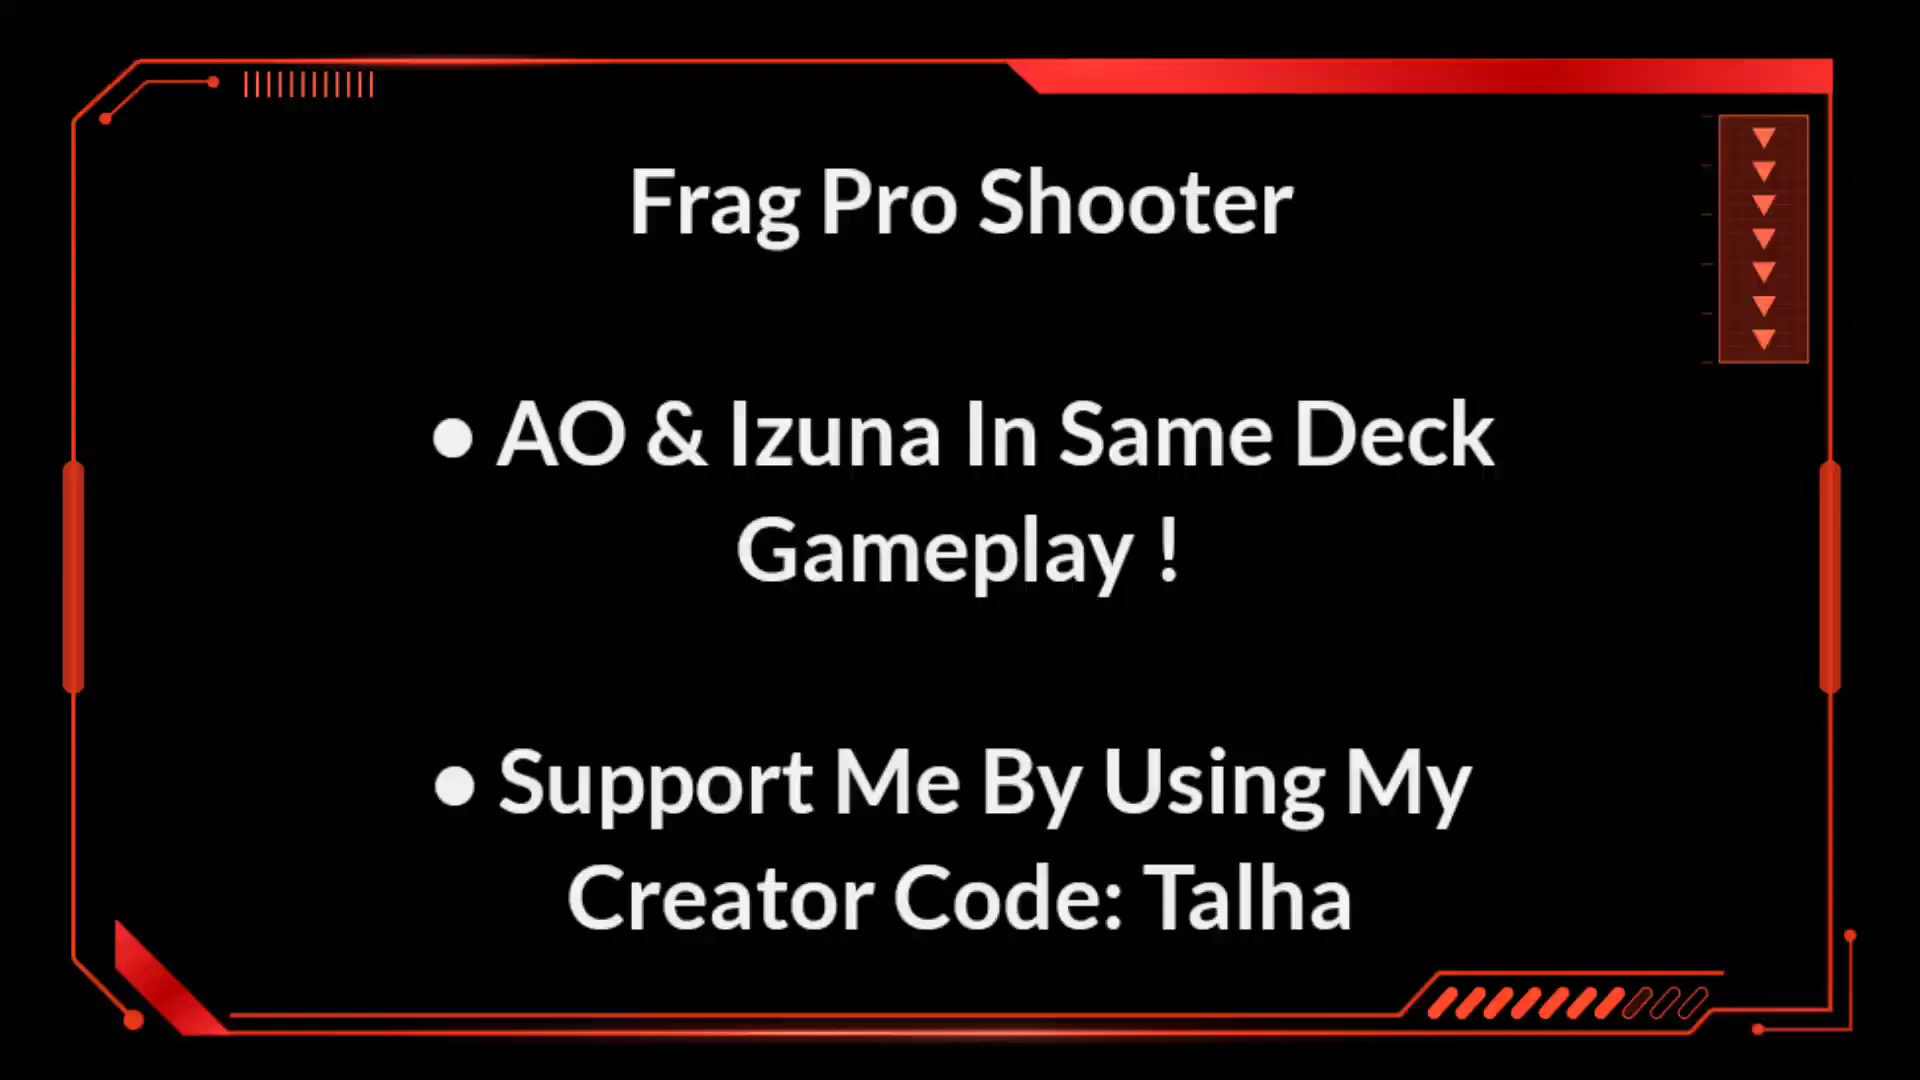 Frag Pro Shooter
• AO & Izuna In Same Deck
Gameplay !
• Support Me By Using My
Creator Code: Talha